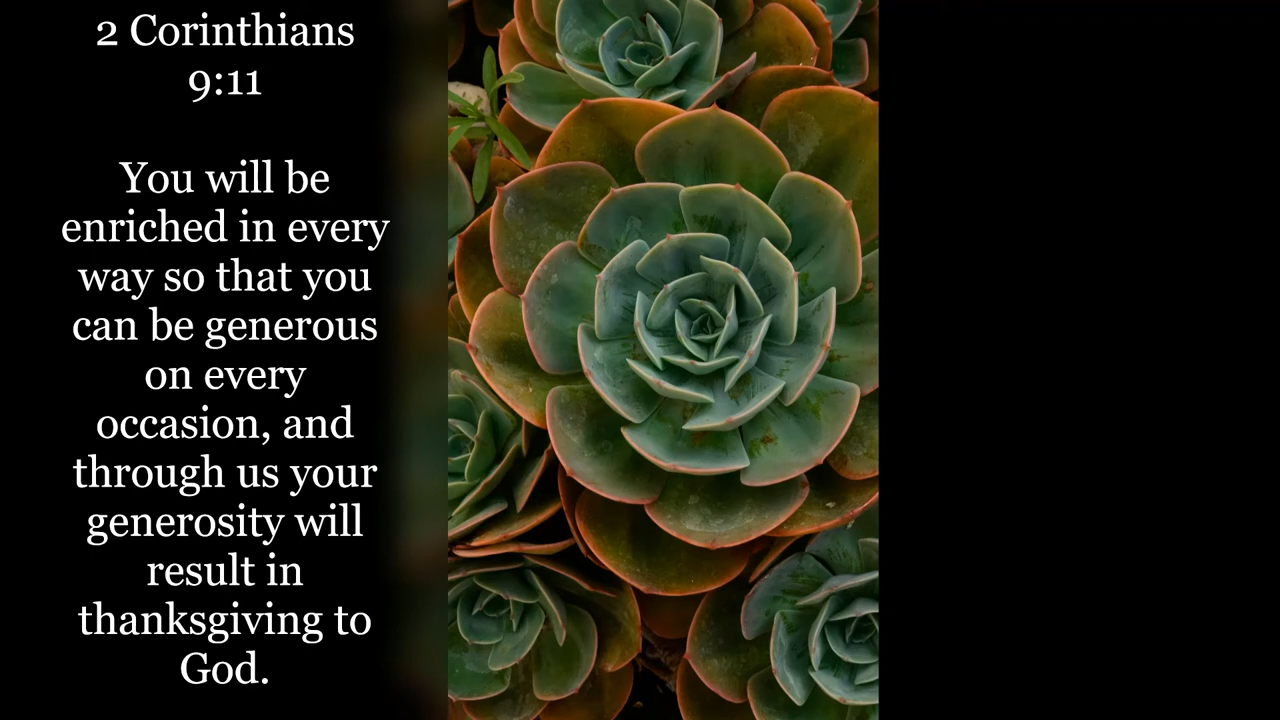 2 Corinthians
9:11
You will be
enriched in every
way so that you
can be generous
on every
occasion, and
through us your
generosity will
result in
thanksgiving to
God.